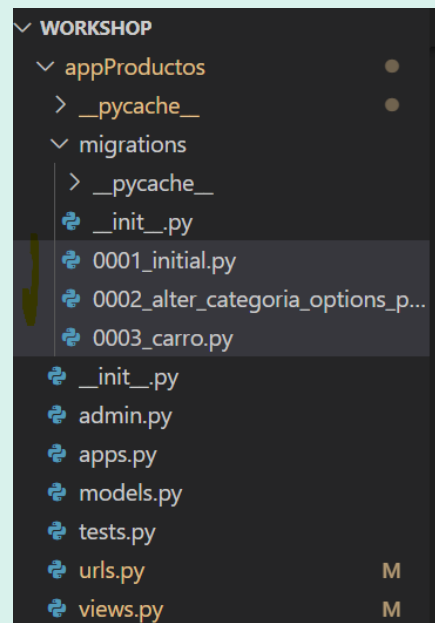 WORKSHOP
appProductos
__pycache__
migrations
__pycache__
__init__.py
0001_initial.py
0002_alter_categoria_options_p...
0003_carro.py
__init__.py
admin.py
apps.py
models.py
tests.py
urls.py M
views.py M